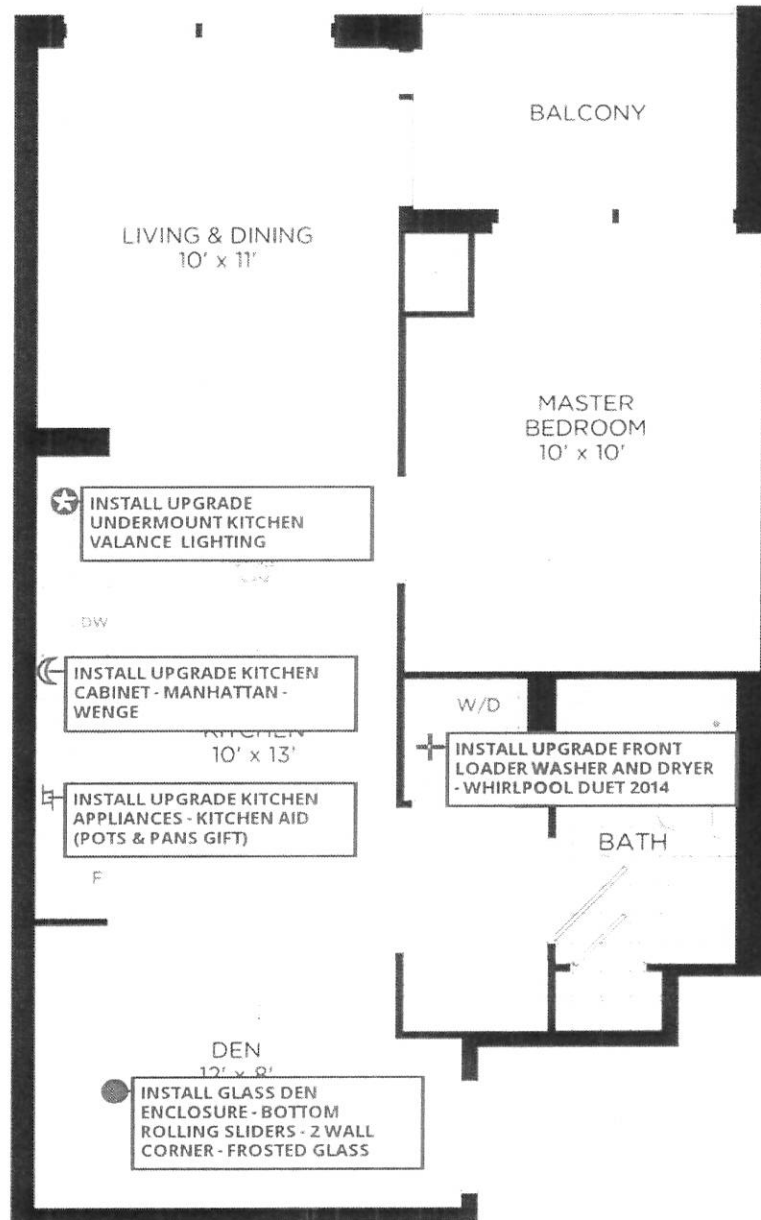 BALCONY
LIVING & DINING
10' x 11'
MASTER
BEDROOM
10' x 10'
INSTALL UPGRADE
UNDERMOUNT KITCHEN
VALANCE LIGHTING
DW
INSTALL UPGRADE KITCHEN
CABINET - MANHATTAN -
WENGE
KITCHEN
10' x 13'
W/D
INSTALL UPGRADE FRONT
LOADER WASHER AND DRYER
- WHIRLPOOL DUET 2014
INSTALL UPGRADE KITCHEN
APPLIANCES - KITCHEN AID
(POTS & PANS GIFT)
BATH
F
DEN
12' x 8'
INSTALL GLASS DEN
ENCLOSURE - BOTTOM
ROLLING SLIDERS - 2 WALL
CORNER - FROSTED GLASS